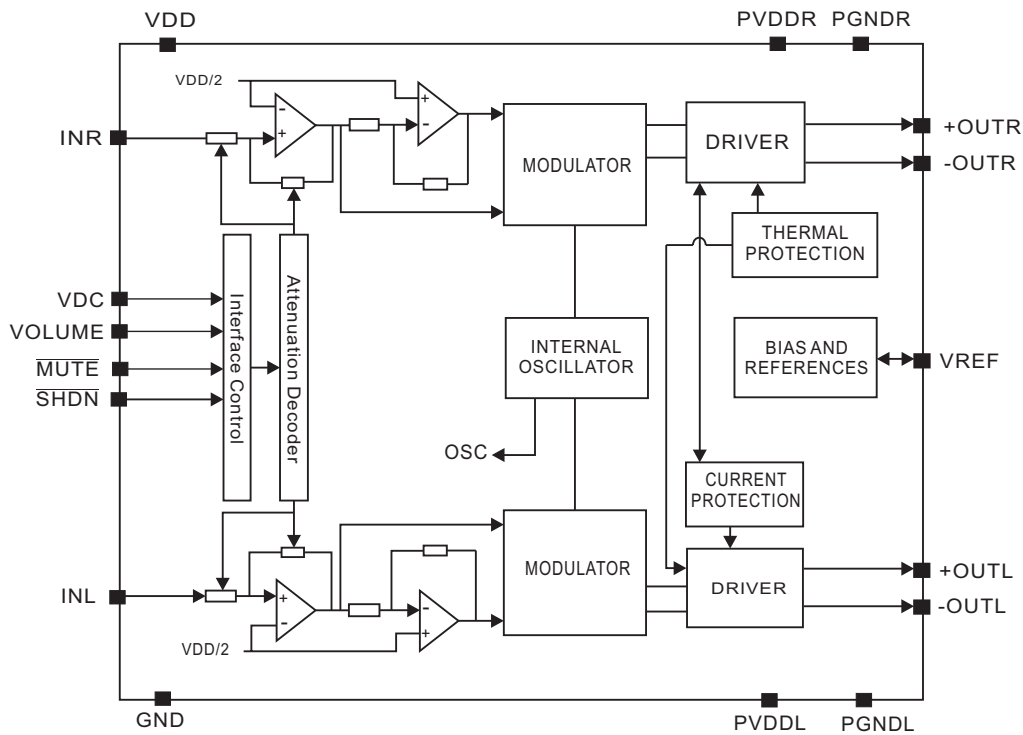 VDD
PVDDR
PGNDR
VDD/2
INR
MODULATOR
DRIVER
+OUTR
-OUTR
THERMAL
PROTECTION
VDC
VOLUME
MUTE
SHDN
Interface Control
Attenuation Decoder
INTERNAL
OSCILLATOR
BIAS AND
REFERENCES
VREF
OSC
CURRENT
PROTECTION
INL
MODULATOR
DRIVER
+OUTL
-OUTL
VDD/2
GND
PVDDL
PGNDL
+
-
+
-
+
-
+
-